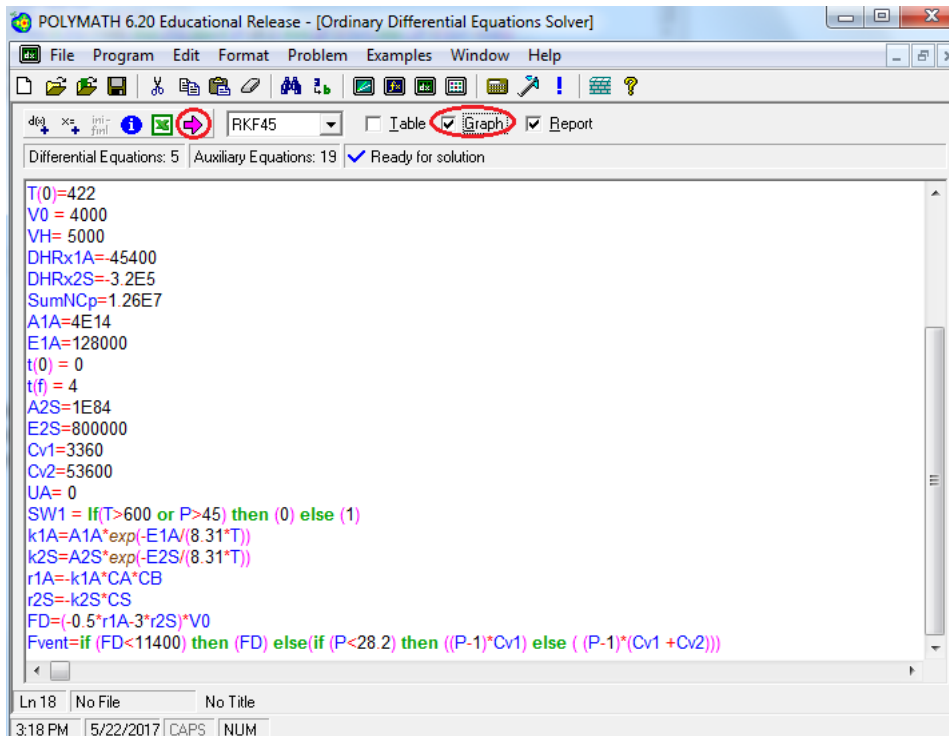 POLYMATH 6.20 Educational Release - [Ordinary Differential Equations Solver]
File Program Edit Format Problem Examples Window Help
d(x) x= ini- finl RKF45 Table Graph Report
Differential Equations: 5 Auxiliary Equations: 19 Ready for solution
T(0)=422
V0 = 4000
VH= 5000
DHRx1A=-45400
DHRx2S=-3.2E5
SumNCp=1.26E7
A1A=4E14
E1A=128000
t(0) = 0
t(f) = 4
A2S=1E84
E2S=800000
Cv1=3360
Cv2=53600
UA= 0
SW1 = If(T>600 or P>45) then (0) else (1)
k1A=A1A*exp(-E1A/(8.31*T))
k2S=A2S*exp(-E2S/(8.31*T))
r1A=-k1A*CA*CB
r2S=-k2S*CS
FD=(-0.5*r1A-3*r2S)*V0
Fvent=if (FD<11400) then (FD) else(if (P<28.2) then ((P-1)*Cv1) else ( (P-1)*(Cv1 +Cv2)))
Ln 18 No File No Title
3:18 PM 5/22/2017 CAPS NUM